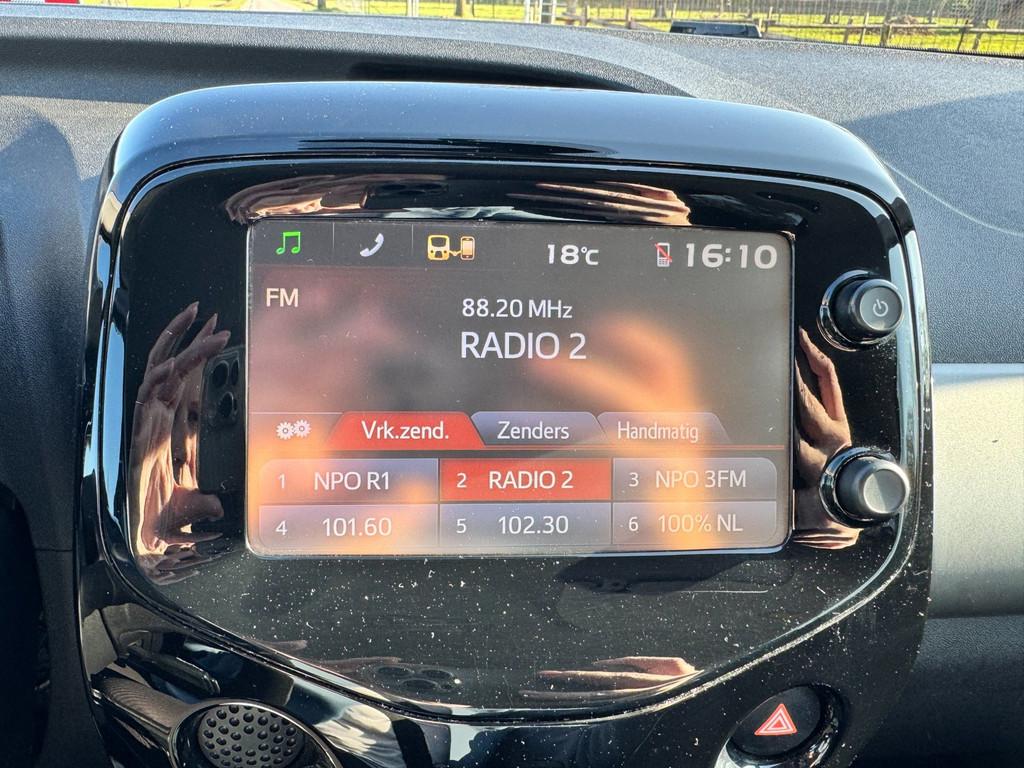 18°C 16:10
FM
88.20 MHz
RADIO 2
Vrk.zend. Zenders Handmatig
1 NPO R1 2 RADIO 2 3 NPO 3FM
4 101.60 5 102.30 6 100% NL